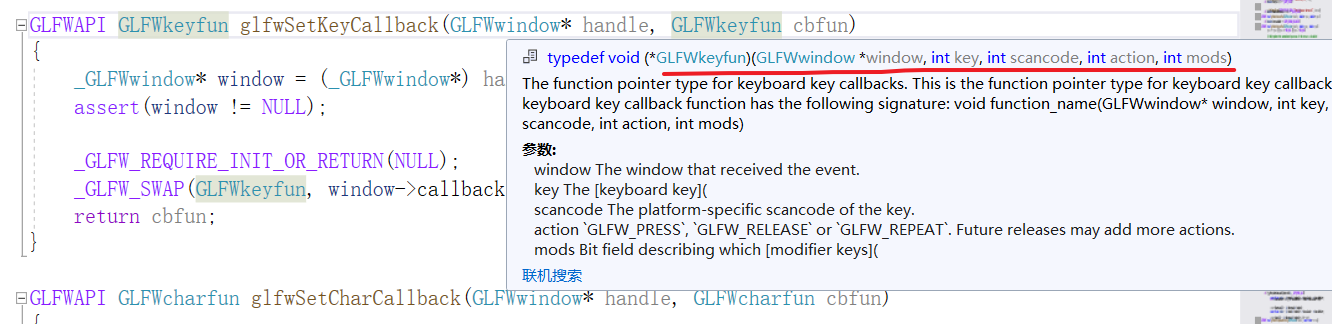 GLFWAPI GLFWkeyfun glfwSetKeyCallback(GLFWwindow* handle, GLFWkeyfun cbfun)
{
_GLFWwindow* window = (_GLFWwindow*) ha
assert(window != NULL);
_GLFW_REQUIRE_INIT_OR_RETURN(NULL);
_GLFW_SWAP(GLFWkeyfun, window->callback
return cbfun;
}
typedef void (*GLFWkeyfun)(GLFWwindow *window, int key, int scancode, int action, int mods)
The function pointer type for keyboard key callbacks. This is the function pointer type for keyboard key callback
keyboard key callback function has the following signature: void function_name(GLFWwindow* window, int key,
scancode, int action, int mods)
参数:
window The window that received the event.
key The [keyboard key](
scancode The platform-specific scancode of the key.
action `GLFW_PRESS`, `GLFW_RELEASE` or `GLFW_REPEAT`. Future releases may add more actions.
mods Bit field describing which [modifier keys](
联机搜索
GLFWAPI GLFWcharfun glfwSetCharCallback(GLFWwindow* handle, GLFWcharfun cbfun)
{